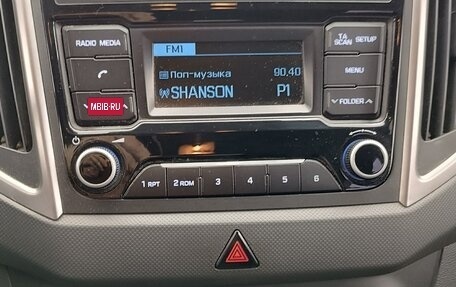 RADIO MEDIA
FM1
TA SCAN SETUP
Поп-музыка 90,40
MENU
SHANSON P1
MEIB·RU
FOLDER
1 RPT 2 RDM 3 4 5 6